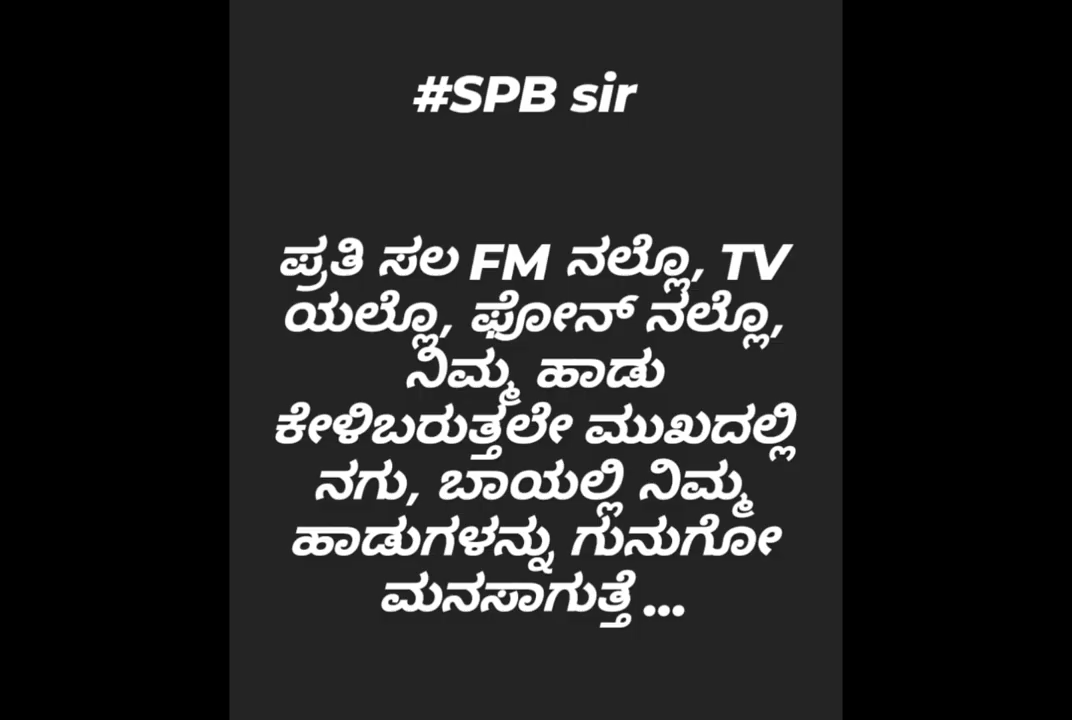 #SPB sir
ಪ್ರತಿ ಸಲ FM ನಲ್ಲೊ, TV
ಯಲ್ಲೊ, ಫೋನ್ ನಲ್ಲೊ,
ನಿಮ್ಮ ಹಾಡು
ಕೇಳಿಬರುತ್ತಲೇ ಮುಖದಲ್ಲಿ
ನಗು, ಬಾಯಲ್ಲಿ ನಿಮ್ಮ
ಹಾಡುಗಳನ್ನು ಗುನುಗೋ
ಮನಸಾಗುತ್ತೆ ...